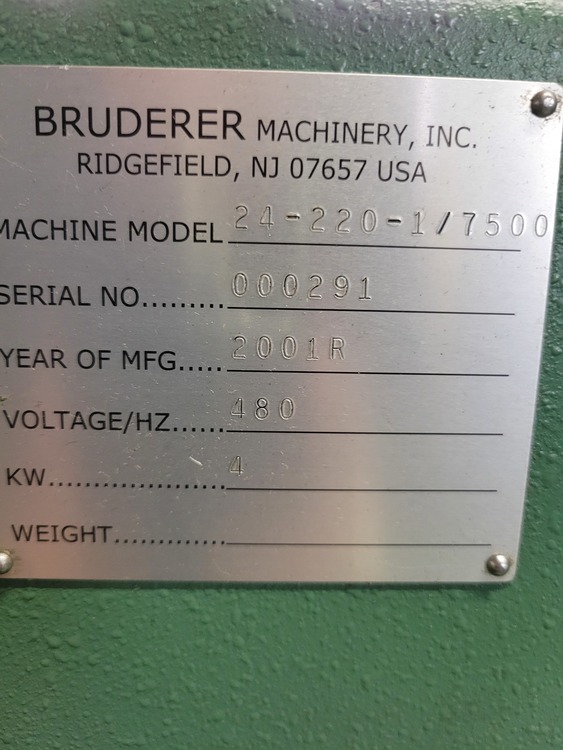 BRUDERER MACHINERY, INC.
RIDGEFIELD, NJ 07657 USA
MACHINE MODEL 24-220-1/7500
SERIAL NO......... 000291
YEAR OF MFG..... 2001R
VOLTAGE/HZ...... 480
KW.................... 4
WEIGHT.............